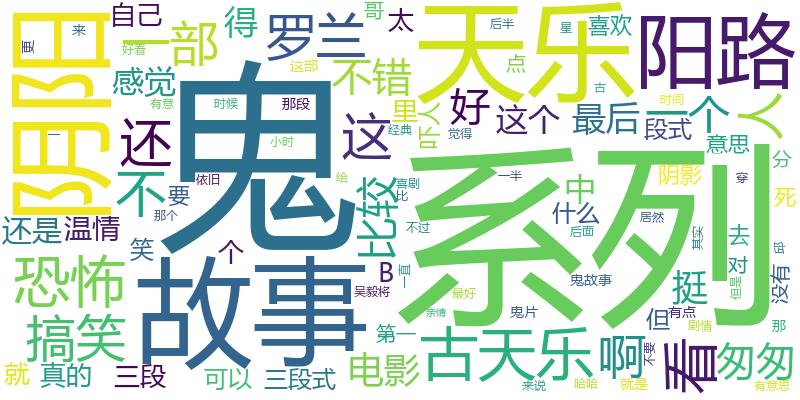 自己
一部
得
罗兰
哥
太
天乐
后半
星
喜欢
阳路
更
来
好看
阴阳
感觉
这部
不错
点
古
有意
时候
那段
里
吓人
好
这个
最后
一个
人
时间
还
鬼
这
经典
觉得
段式
意思
分
一
小时
不
要
依旧
给
比较
喜剧
比
一半
系列
中
阴影
穿
死
那个
什么
居然
还是
温情
笑
个
不过
后面
其实
去
对
邱
没有
恐怖
故事
B
吴毅将
一直
鬼故事
挺
但是
搞笑
最好
亲情
鬼片
但
有点
那
第一
古天乐
啊
剧情
不要
看
匆匆
就
真的
三段
可以
三段式
电影
来说
哈哈
就是
有意思